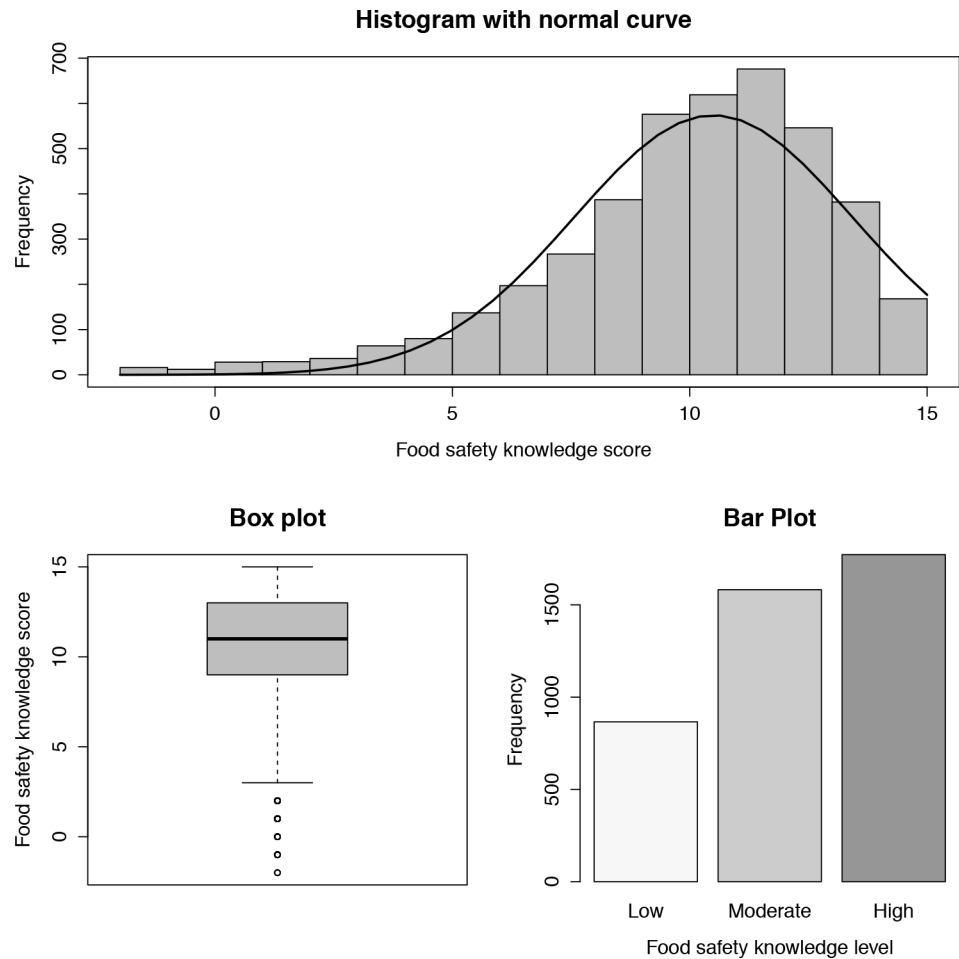 Histogram with normal curve
Frequency
700
500
300
100
0
0 5 10 15
Food safety knowledge score
Box plot
Food safety knowledge score
15
10
5
0
Bar Plot
Frequency
1500
1000
500
0
Low Moderate High
Food safety knowledge level